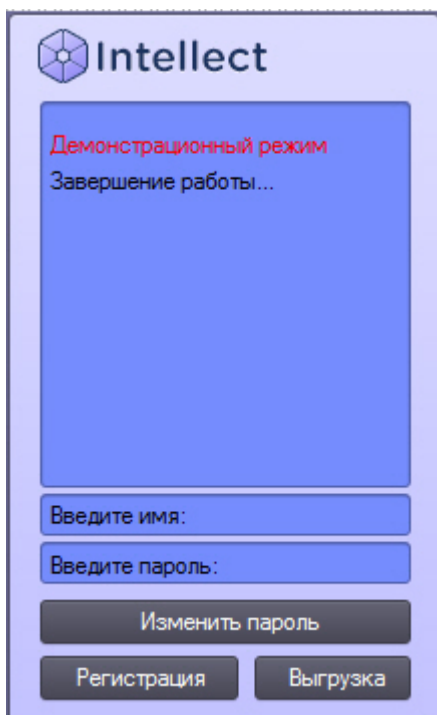 Intellect
Демонстрационный режим
Завершение работы...
Введите имя:
Введите пароль:
Изменить пароль
Регистрация Выгрузка